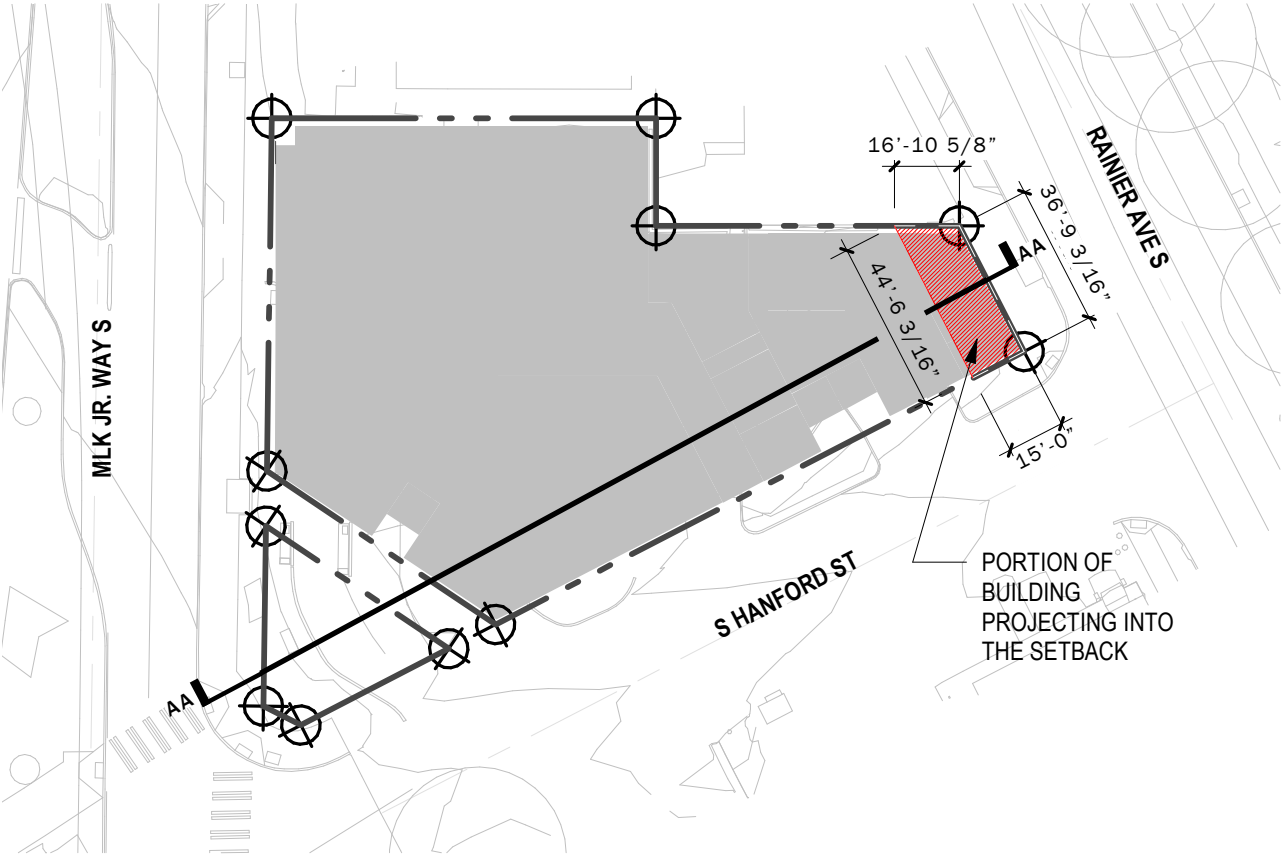 16'-10 5/8"
RAINIER AVE S
36'-9 3/16"
AA
44'-6 3/16"
MLK JR. WAY S
15'-0"
S HANFORD ST
PORTION OF
BUILDING
PROJECTING INTO
THE SETBACK
AA